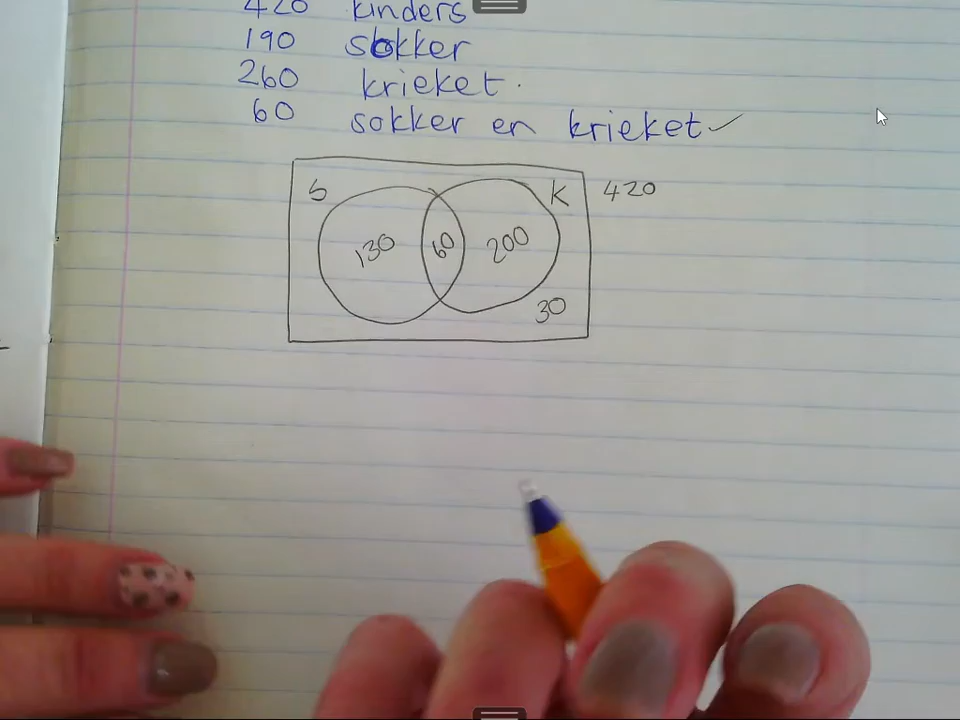 420 kinders
190 sokker
260 krieket.
60 sokker en krieket
S K 420
130 60 200
30